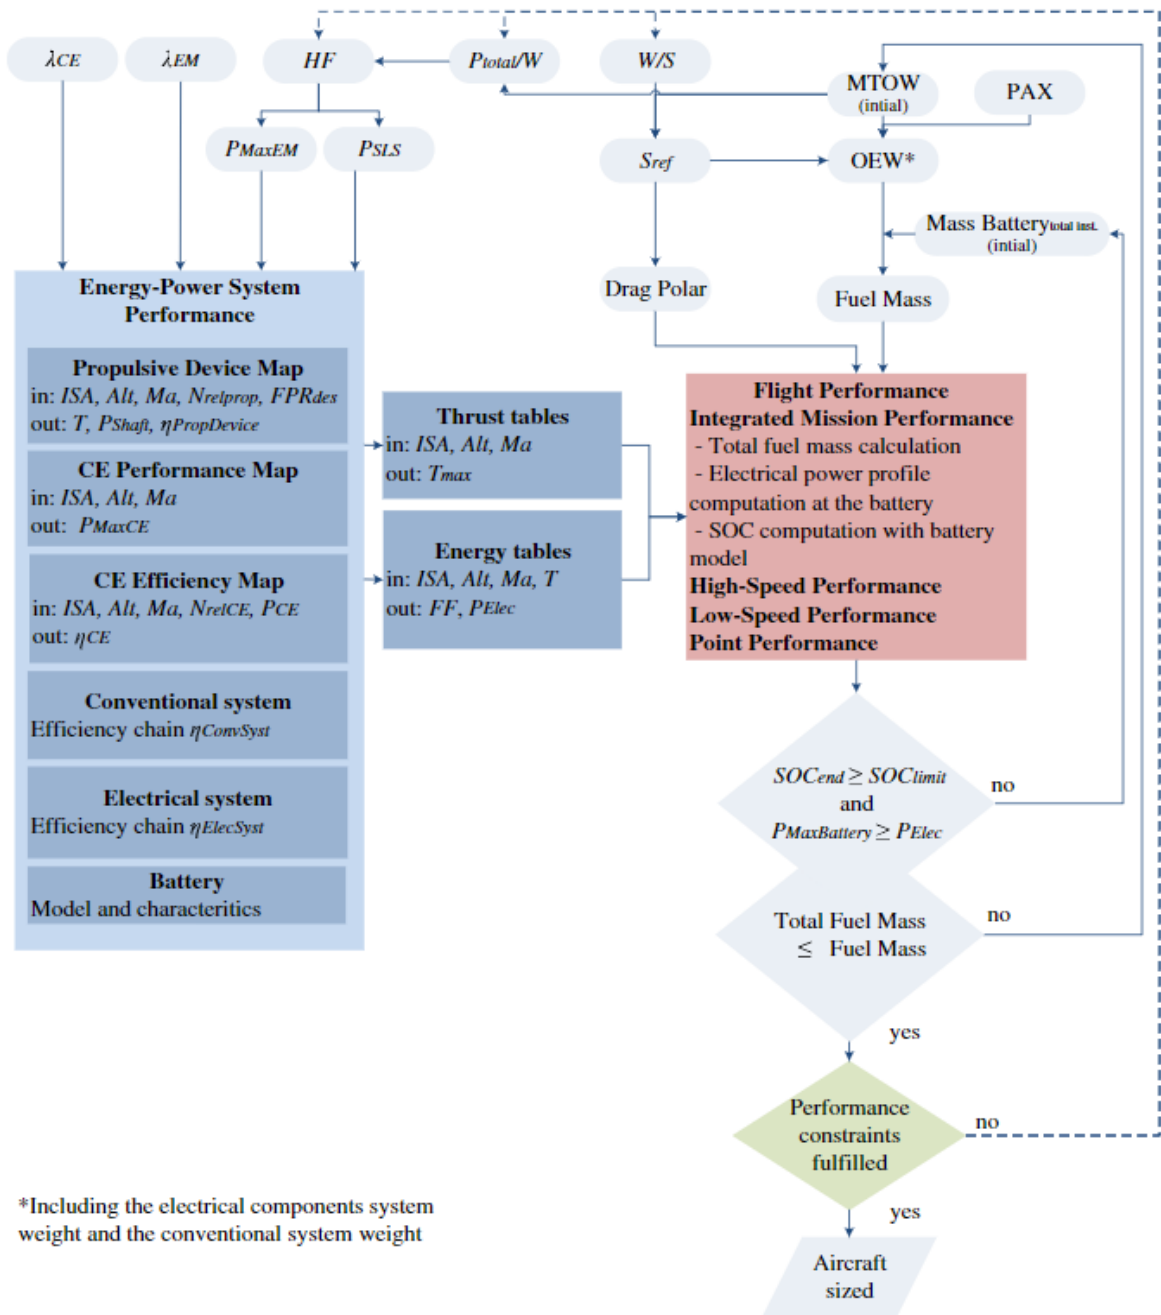 λCE
λEM
HF
Ptotal/W
W/S
MTOW
(intial)
PAX
PMaxEM
PSLS
Sref
OEW*
Mass Batterytotal inst.
(intial)
Drag Polar
Fuel Mass
Energy-Power System
Performance
Propulsive Device Map
in: ISA, Alt, Ma, Nrelprop, FPRdes
out: T, PShaft, ηPropDevice
CE Performance Map
in: ISA, Alt, Ma
out: PMaxCE
CE Efficiency Map
in: ISA, Alt, Ma, NrelCE, PCE
out: ηCE
Conventional system
Efficiency chain ηConvSyst
Electrical system
Efficiency chain ηElecSyst
Battery
Model and characteritics
Thrust tables
in: ISA, Alt, Ma
out: Tmax
Energy tables
in: ISA, Alt, Ma, T
out: FF, PElec
Flight Performance
Integrated Mission Performance
- Total fuel mass calculation
- Electrical power profile
computation at the battery
- SOC computation with battery
model
High-Speed Performance
Low-Speed Performance
Point Performance
SOCend ≥ SOClimit
and
PMaxBattery ≥ PElec
no
Total Fuel Mass
≤ Fuel Mass
no
yes
Performance
constraints
fulfilled
no
yes
Aircraft
sized
*Including the electrical components system
weight and the conventional system weight